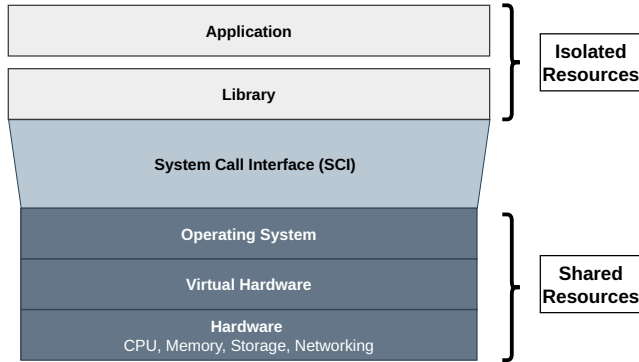 Application
Library
Isolated
Resources
System Call Interface (SCI)
Operating System
Virtual Hardware
Hardware
CPU, Memory, Storage, Networking
Shared
Resources